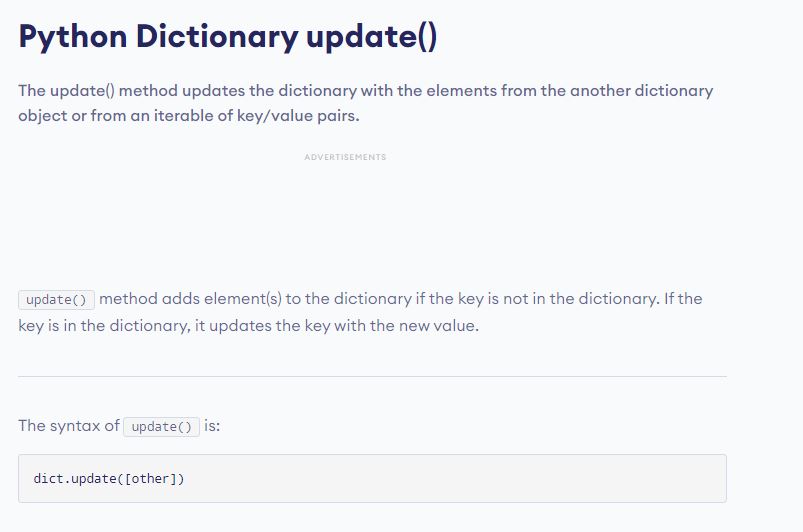 Python Dictionary update()
The update() method updates the dictionary with the elements from the another dictionary
object or from an iterable of key/value pairs.
ADVERTISEMENTS
update() method adds element(s) to the dictionary if the key is not in the dictionary. If the
key is in the dictionary, it updates the key with the new value.
The syntax of update() is:
dict.update([other])